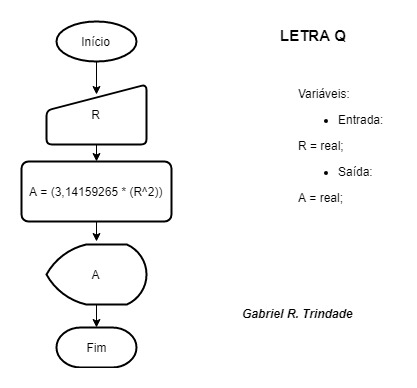 Início
R
A = (3,14159265 * (R^2))
A
Fim
LETRA Q
Variáveis:
• Entrada:
R = real;
• Saída:
A = real;
Gabriel R. Trindade